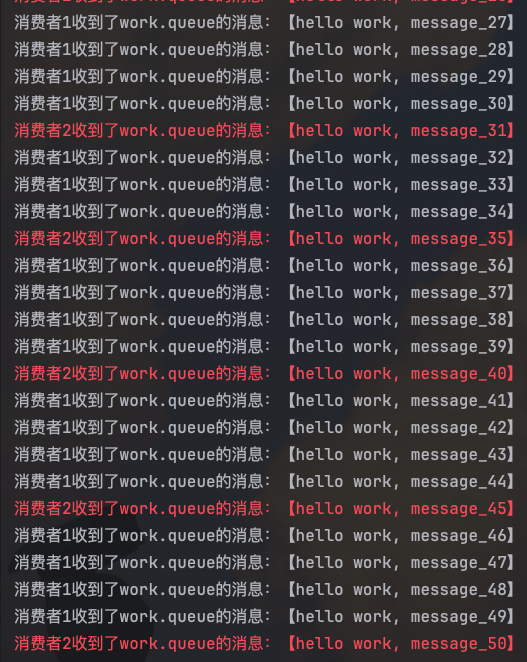 消费者1收到了work.queue的消息：【hello work, message_27】
消费者1收到了work.queue的消息：【hello work, message_28】
消费者1收到了work.queue的消息：【hello work, message_29】
消费者1收到了work.queue的消息：【hello work, message_30】
消费者2收到了work.queue的消息：【hello work, message_31】
消费者1收到了work.queue的消息：【hello work, message_32】
消费者1收到了work.queue的消息：【hello work, message_33】
消费者1收到了work.queue的消息：【hello work, message_34】
消费者2收到了work.queue的消息：【hello work, message_35】
消费者1收到了work.queue的消息：【hello work, message_36】
消费者1收到了work.queue的消息：【hello work, message_37】
消费者1收到了work.queue的消息：【hello work, message_38】
消费者1收到了work.queue的消息：【hello work, message_39】
消费者2收到了work.queue的消息：【hello work, message_40】
消费者1收到了work.queue的消息：【hello work, message_41】
消费者1收到了work.queue的消息：【hello work, message_42】
消费者1收到了work.queue的消息：【hello work, message_43】
消费者1收到了work.queue的消息：【hello work, message_44】
消费者2收到了work.queue的消息：【hello work, message_45】
消费者1收到了work.queue的消息：【hello work, message_46】
消费者1收到了work.queue的消息：【hello work, message_47】
消费者1收到了work.queue的消息：【hello work, message_48】
消费者1收到了work.queue的消息：【hello work, message_49】
消费者2收到了work.queue的消息：【hello work, message_50】